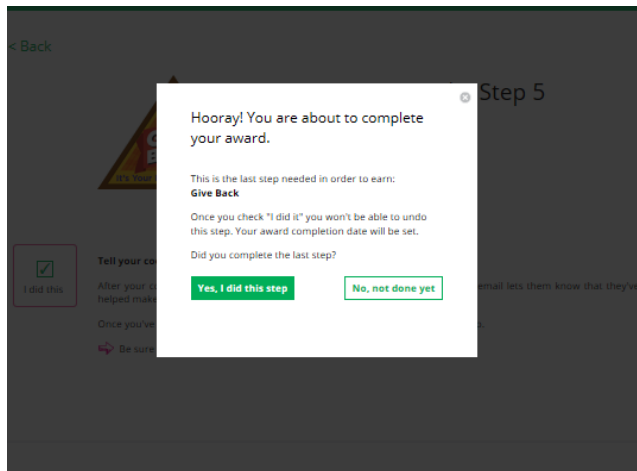 < Back
Step 5
Hooray! You are about to complete
your award.
It's Your
This is the last step needed in order to earn:
Give Back
Once you check "I did it" you won't be able to undo
this step. Your award completion date will be set.
Did you complete the last step?
Yes, I did this step
No, not done yet
I did this
Tell your co
After your c
email lets them know that they've
helped make
Once you've
Be sure